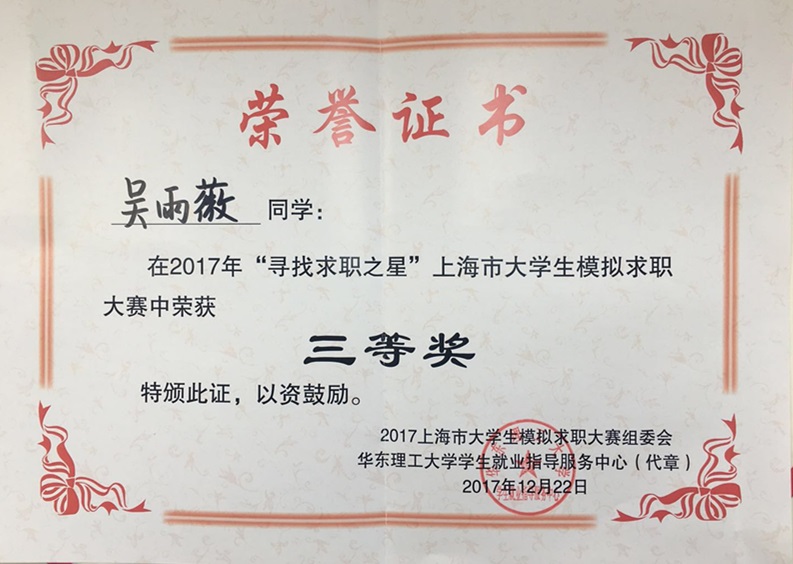 荣誉证书
吴雨薇 同学：
在2017年“寻找求职之星”上海市大学生模拟求职
大赛中荣获
三等奖
特颁此证，以资鼓励。
2017上海市大学生模拟求职大赛组委会
华东理工大学学生就业指导服务中心（代章）
2017年12月22日